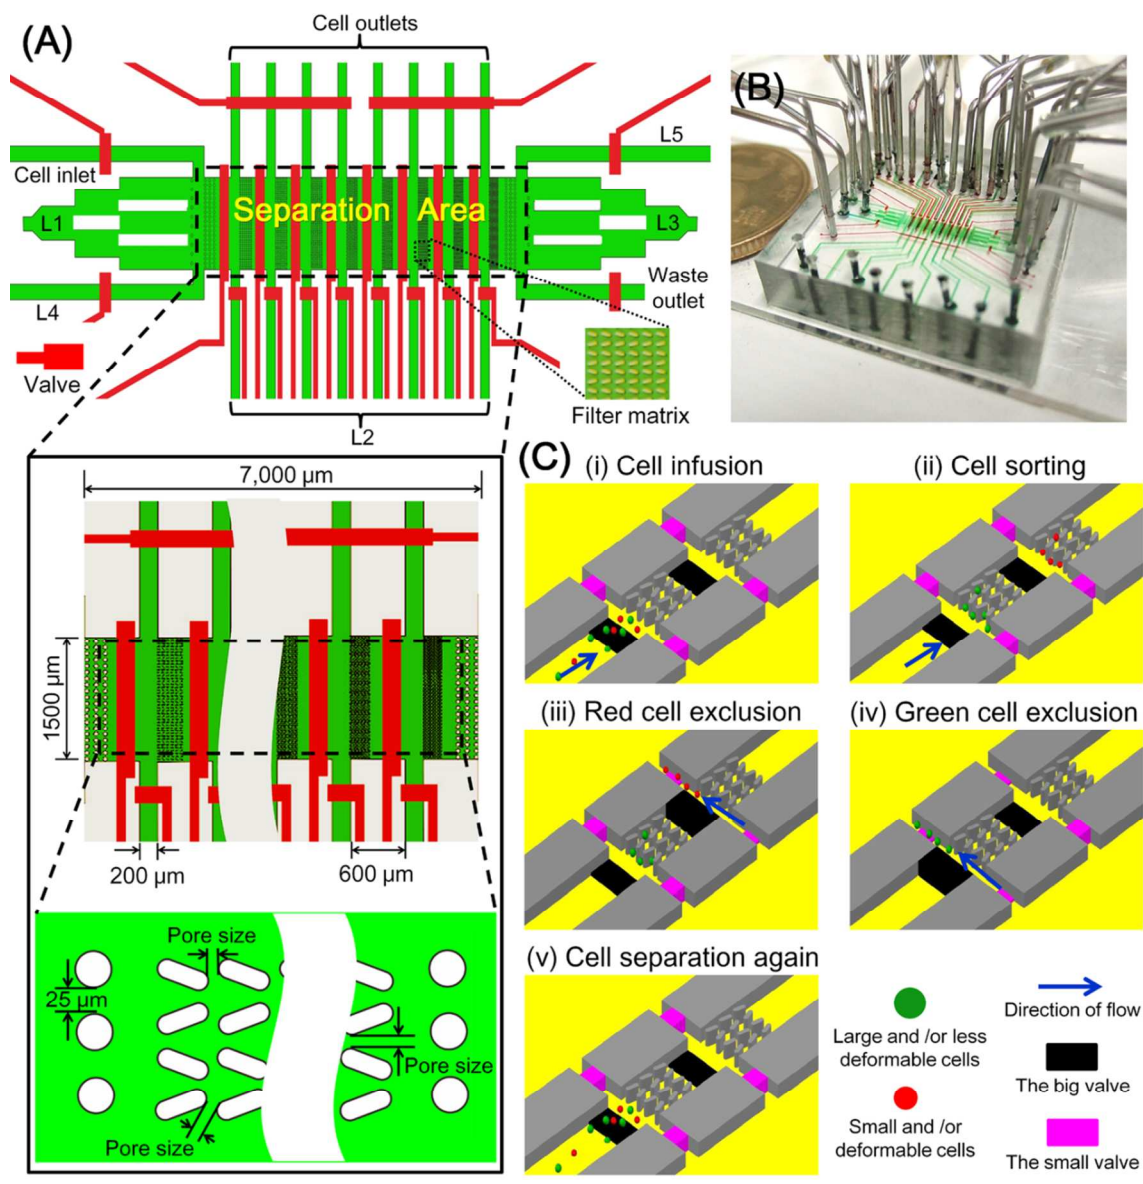 (A)
Cell outlets
L5
Cell inlet
Separation Area
L1
L3
Waste
outlet
L4
Valve
Filter matrix
L2
(B)
7,000 μm
1500 μm
200 μm
600 μm
Pore size
25 μm
Pore size
Pore size
(C)
(i) Cell infusion
(ii) Cell sorting
(iii) Red cell exclusion
(iv) Green cell exclusion
(v) Cell separation again
Large and /or less
deformable cells
Small and /or
deformable cells
Direction of flow
The big valve
The small valve